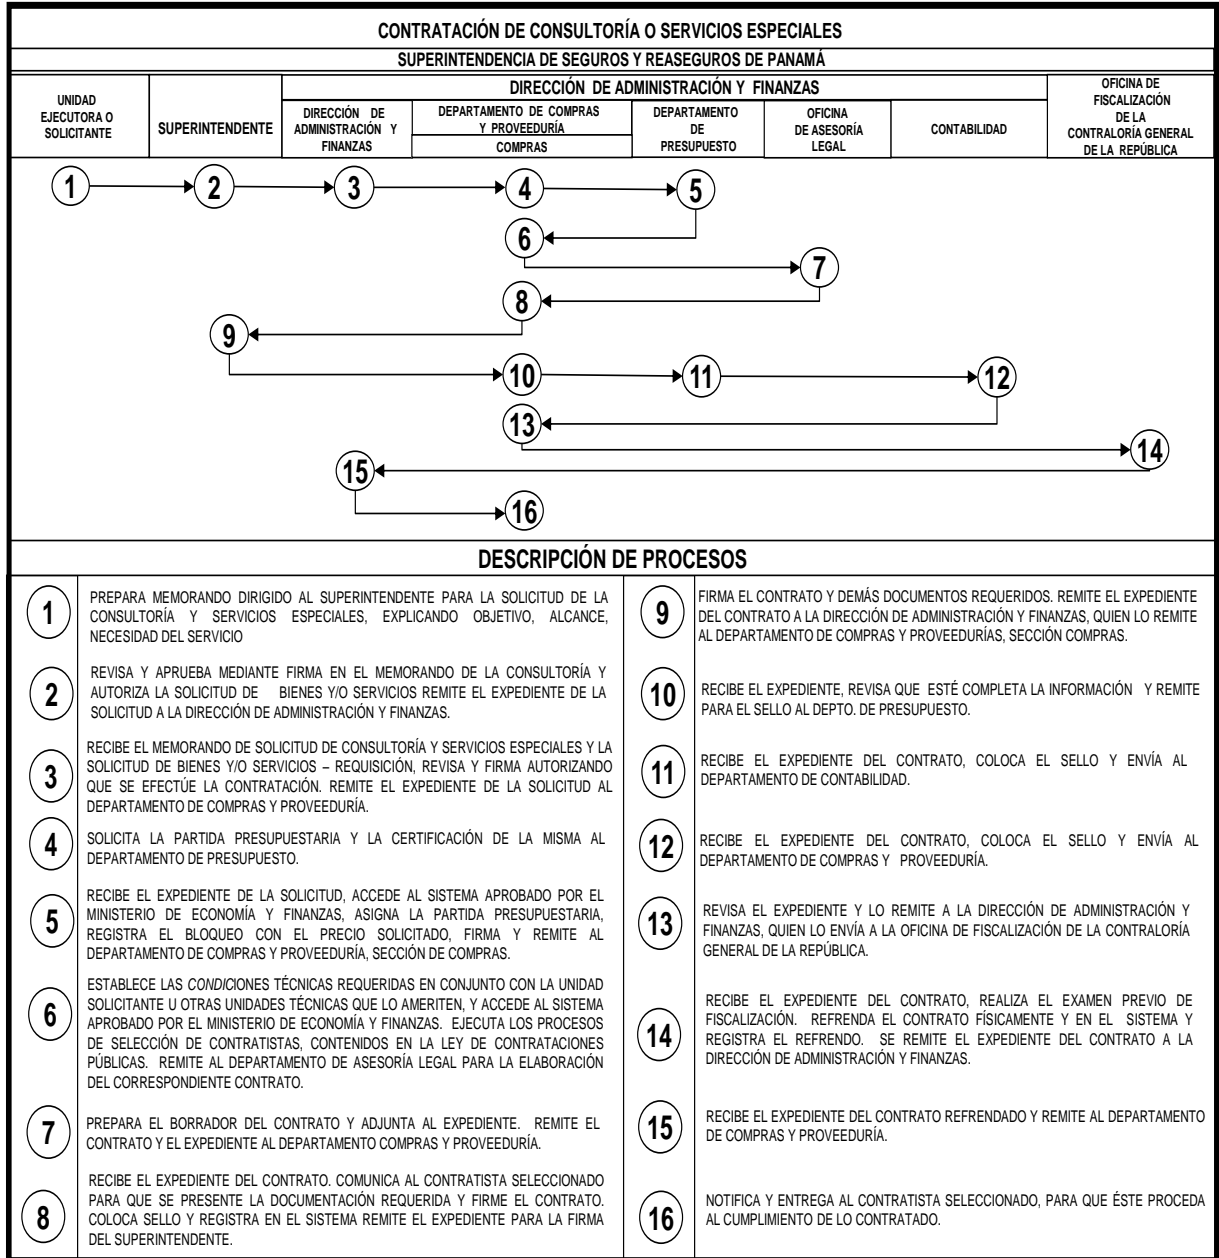 CONTRATACIÓN DE CONSULTORÍA O SERVICIOS ESPECIALES
SUPERINTENDENCIA DE SEGUROS Y REASEGUROS DE PANAMÁ
UNIDAD
EJECUTORA O
SOLICITANTE
SUPERINTENDENTE
DIRECCIÓN DE ADMINISTRACIÓN Y FINANZAS
DIRECCIÓN DE
ADMINISTRACIÓN Y
FINANZAS
DEPARTAMENTO DE COMPRAS
Y PROVEEDURÍA
COMPRAS
DEPARTAMENTO
DE
PRESUPUESTO
OFICINA
DE ASESORÍA
LEGAL
CONTABILIDAD
OFICINA DE
FISCALIZACIÓN
DE LA
CONTRALORÍA GENERAL
DE LA REPÚBLICA
1 2 3 4 5
6
7
8
9
10 11 12
13
14
15
16
DESCRIPCIÓN DE PROCESOS
1
PREPARA MEMORANDO DIRIGIDO AL SUPERINTENDENTE PARA LA SOLICITUD DE LA
CONSULTORÍA Y SERVICIOS ESPECIALES, EXPLICANDO OBJETIVO, ALCANCE,
NECESIDAD DEL SERVICIO
2
REVISA Y APRUEBA MEDIANTE FIRMA EN EL MEMORANDO DE LA CONSULTORÍA Y
AUTORIZA LA SOLICITUD DE BIENES Y/O SERVICIOS REMITE EL EXPEDIENTE DE LA
SOLICITUD A LA DIRECCIÓN DE ADMINISTRACIÓN Y FINANZAS.
3
RECIBE EL MEMORANDO DE SOLICITUD DE CONSULTORÍA Y SERVICIOS ESPECIALES Y LA
SOLICITUD DE BIENES Y/O SERVICIOS – REQUISICIÓN, REVISA Y FIRMA AUTORIZANDO
QUE SE EFECTÚE LA CONTRATACIÓN. REMITE EL EXPEDIENTE DE LA SOLICITUD AL
DEPARTAMENTO DE COMPRAS Y PROVEEDURÍA.
4
SOLICITA LA PARTIDA PRESUPUESTARIA Y LA CERTIFICACIÓN DE LA MISMA AL
DEPARTAMENTO DE PRESUPUESTO.
5
RECIBE EL EXPEDIENTE DE LA SOLICITUD, ACCEDE AL SISTEMA APROBADO POR EL
MINISTERIO DE ECONOMÍA Y FINANZAS, ASIGNA LA PARTIDA PRESUPUESTARIA,
REGISTRA EL BLOQUEO CON EL PRECIO SOLICITADO, FIRMA Y REMITE AL
DEPARTAMENTO DE COMPRAS Y PROVEEDURÍA, SECCIÓN DE COMPRAS.
6
ESTABLECE LAS CONDICIONES TÉCNICAS REQUERIDAS EN CONJUNTO CON LA UNIDAD
SOLICITANTE U OTRAS UNIDADES TÉCNICAS QUE LO AMERITEN, Y ACCEDE AL SISTEMA
APROBADO POR EL MINISTERIO DE ECONOMÍA Y FINANZAS. EJECUTA LOS PROCESOS
DE SELECCIÓN DE CONTRATISTAS, CONTENIDOS EN LA LEY DE CONTRATACIONES
PÚBLICAS. REMITE AL DEPARTAMENTO DE ASESORÍA LEGAL PARA LA ELABORACIÓN
DEL CORRESPONDIENTE CONTRATO.
7
PREPARA EL BORRADOR DEL CONTRATO Y ADJUNTA AL EXPEDIENTE. REMITE EL
CONTRATO Y EL EXPEDIENTE AL DEPARTAMENTO COMPRAS Y PROVEEDURÍA.
8
RECIBE EL EXPEDIENTE DEL CONTRATO. COMUNICA AL CONTRATISTA SELECCIONADO
PARA QUE SE PRESENTE LA DOCUMENTACIÓN REQUERIDA Y FIRME EL CONTRATO.
COLOCA SELLO Y REGISTRA EN EL SISTEMA REMITE EL EXPEDIENTE PARA LA FIRMA
DEL SUPERINTENDENTE.
9
FIRMA EL CONTRATO Y DEMÁS DOCUMENTOS REQUERIDOS. REMITE EL EXPEDIENTE
DEL CONTRATO A LA DIRECCIÓN DE ADMINISTRACIÓN Y FINANZAS, QUIEN LO REMITE
AL DEPARTAMENTO DE COMPRAS Y PROVEEDURÍAS, SECCIÓN COMPRAS.
10
RECIBE EL EXPEDIENTE, REVISA QUE ESTÉ COMPLETA LA INFORMACIÓN Y REMITE
PARA EL SELLO AL DEPTO. DE PRESUPUESTO.
11
RECIBE EL EXPEDIENTE DEL CONTRATO, COLOCA EL SELLO Y ENVÍA AL
DEPARTAMENTO DE CONTABILIDAD.
12
RECIBE EL EXPEDIENTE DEL CONTRATO, COLOCA EL SELLO Y ENVÍA AL
DEPARTAMENTO DE COMPRAS Y PROVEEDURÍA.
13
REVISA EL EXPEDIENTE Y LO REMITE A LA DIRECCIÓN DE ADMINISTRACIÓN Y
FINANZAS, QUIEN LO ENVÍA A LA OFICINA DE FISCALIZACIÓN DE LA CONTRALORÍA
GENERAL DE LA REPÚBLICA.
14
RECIBE EL EXPEDIENTE DEL CONTRATO, REALIZA EL EXAMEN PREVIO DE
FISCALIZACIÓN. REFRENDA EL CONTRATO FÍSICAMENTE Y EN EL SISTEMA Y
REGISTRA EL REFRENDO. SE REMITE EL EXPEDIENTE DEL CONTRATO A LA
DIRECCIÓN DE ADMINISTRACIÓN Y FINANZAS.
15
RECIBE EL EXPEDIENTE DEL CONTRATO REFRENDADO Y REMITE AL DEPARTAMENTO
DE COMPRAS Y PROVEEDURÍA.
16
NOTIFICA Y ENTREGA AL CONTRATISTA SELECCIONADO, PARA QUE ÉSTE PROCEDA
AL CUMPLIMIENTO DE LO CONTRATADO.